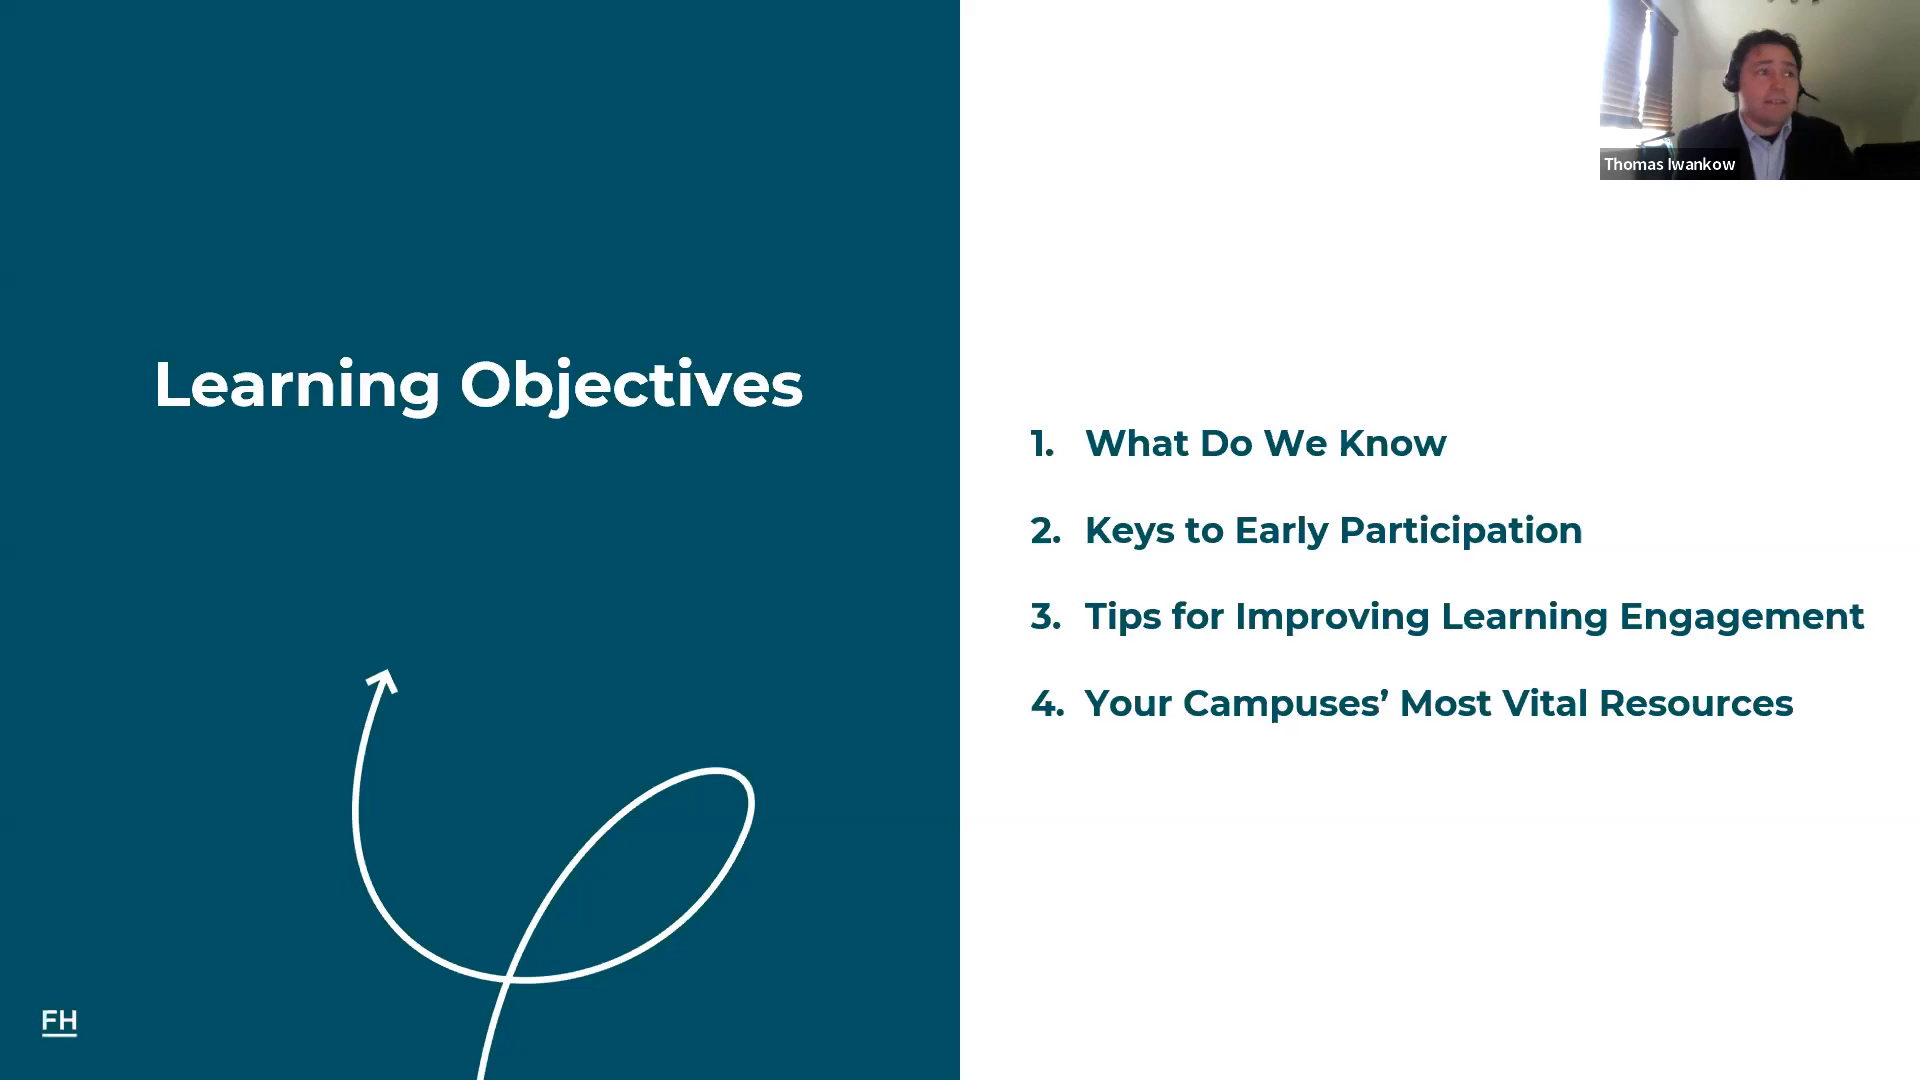 Thomas Iwankow
Learning Objectives
1. What Do We Know
2. Keys to Early Participation
3. Tips for Improving Learning Engagement
4. Your Campuses’ Most Vital Resources
FH